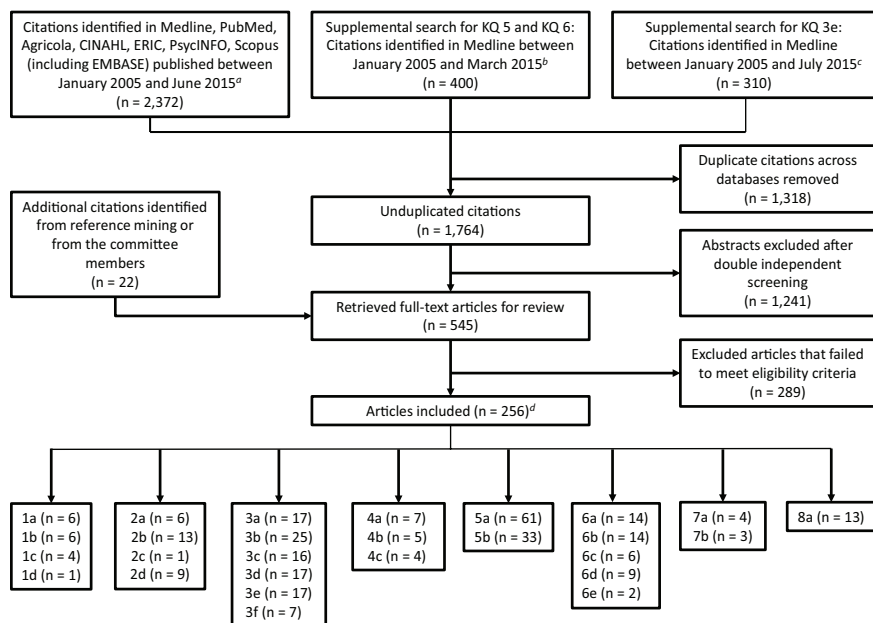 Citations identified in Medline, PubMed,
Agricola, CINAHL, ERIC, PsycINFO, Scopus
(including EMBASE) published between
January 2005 and June 2015a
(n = 2,372)
Supplemental search for KQ 5 and KQ 6:
Citations identified in Medline between
January 2005 and March 2015b
(n = 400)
Supplemental search for KQ 3e:
Citations identified in Medline
between January 2005 and July 2015c
(n = 310)
Duplicate citations across
databases removed
(n = 1,318)
Additional citations identified
from reference mining or
from the committee
members
(n = 22)
Unduplicated citations
(n = 1,764)
Abstracts excluded after
double independent
screening
(n = 1,241)
Retrieved full-text articles for review
(n = 545)
Excluded articles that failed
to meet eligibility criteria
(n = 289)
Articles included (n = 256)d
1a (n = 6)
1b (n = 6)
1c (n = 4)
1d (n = 1)
2a (n = 6)
2b (n = 13)
2c (n = 1)
2d (n = 9)
3a (n = 17)
3b (n = 25)
3c (n = 16)
3d (n = 17)
3e (n = 17)
3f (n = 7)
4a (n = 7)
4b (n = 5)
4c (n = 4)
5a (n = 61)
5b (n = 33)
6a (n = 14)
6b (n = 14)
6c (n = 6)
6d (n = 9)
6e (n = 2)
7a (n = 4)
7b (n = 3)
8a (n = 13)